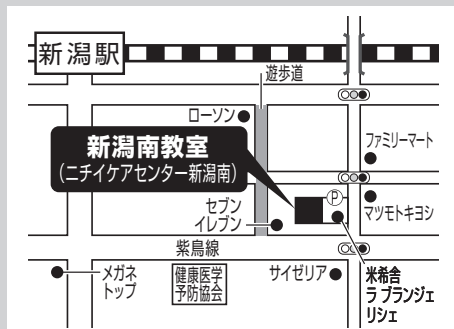 新潟駅
遊歩道
ローソン
ファミリーマート
新潟南教室
(ニチイケアセンター新潟南)
P
セブン
イレブン
マツモトキヨシ
紫鳥線
メガネ
トップ
健康医学
予防協会
サイゼリア
米希舎
ラ ブランジェ
リシェ